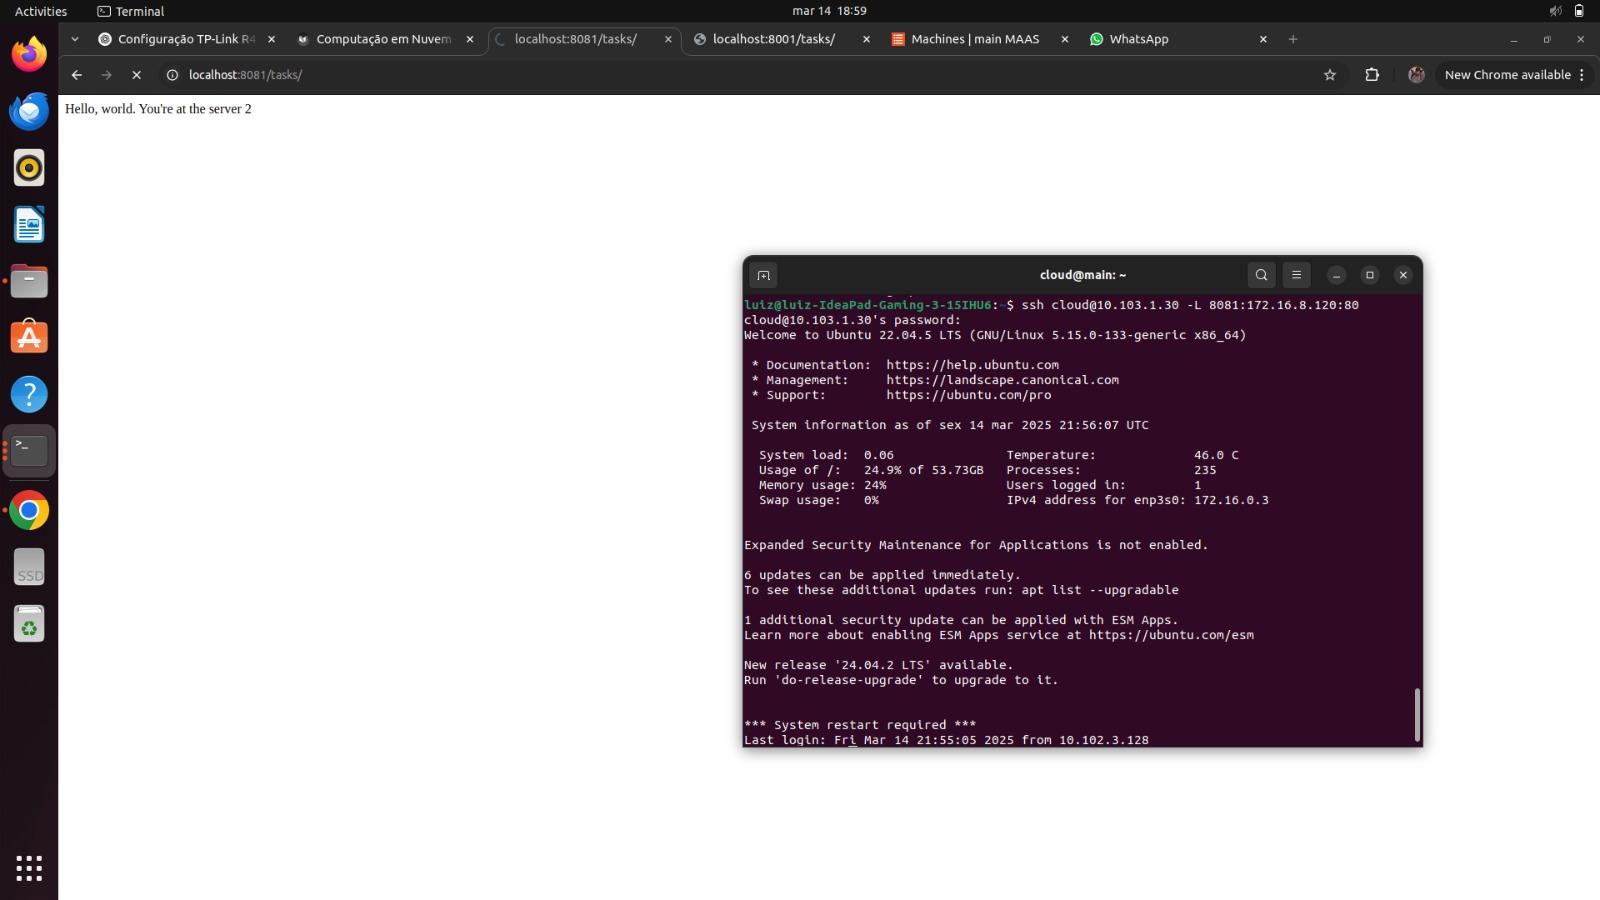 Activities
Terminal
mar 14 18:59
Configuração TP-Link R4
Computação em Nuvem
localhost:8081/tasks/
localhost:8001/tasks/
Machines | main MAAS
WhatsApp
localhost:8081/tasks/
New Chrome available
Hello, world. You're at the server 2
cloud@main: ~
luiz@luiz-IdeaPad-Gaming-3-15IHU6:~$ ssh cloud@10.103.1.30 -L 8081:172.16.8.120:80
cloud@10.103.1.30's password:
Welcome to Ubuntu 22.04.5 LTS (GNU/Linux 5.15.0-133-generic x86_64)
* Documentation: https://help.ubuntu.com
* Management: https://landscape.canonical.com
* Support: https://ubuntu.com/pro
System information as of sex 14 mar 2025 21:56:07 UTC
System load: 0.06 Temperature: 46.0 C
Usage of /: 24.9% of 53.73GB Processes: 235
Memory usage: 24% Users logged in: 1
Swap usage: 0% IPv4 address for enp3s0: 172.16.0.3
Expanded Security Maintenance for Applications is not enabled.
6 updates can be applied immediately.
To see these additional updates run: apt list --upgradable
1 additional security update can be applied with ESM Apps.
Learn more about enabling ESM Apps service at https://ubuntu.com/esm
New release '24.04.2 LTS' available.
Run 'do-release-upgrade' to upgrade to it.
*** System restart required ***
Last login: Fri Mar 14 21:55:05 2025 from 10.102.3.128
SSD